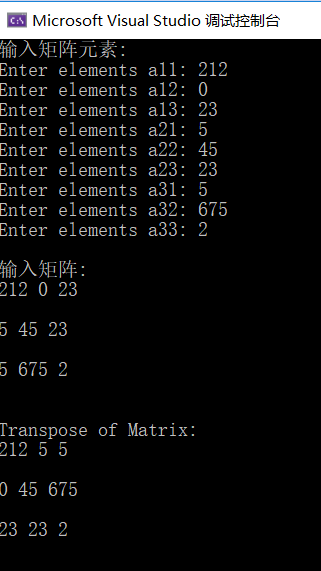 Microsoft Visual Studio 调试控制台
输入矩阵元素:
Enter elements a11: 212
Enter elements a12: 0
Enter elements a13: 23
Enter elements a21: 5
Enter elements a22: 45
Enter elements a23: 23
Enter elements a31: 5
Enter elements a32: 675
Enter elements a33: 2
输入矩阵:
212 0 23
5 45 23
5 675 2
Transpose of Matrix:
212 5 5
0 45 675
23 23 2